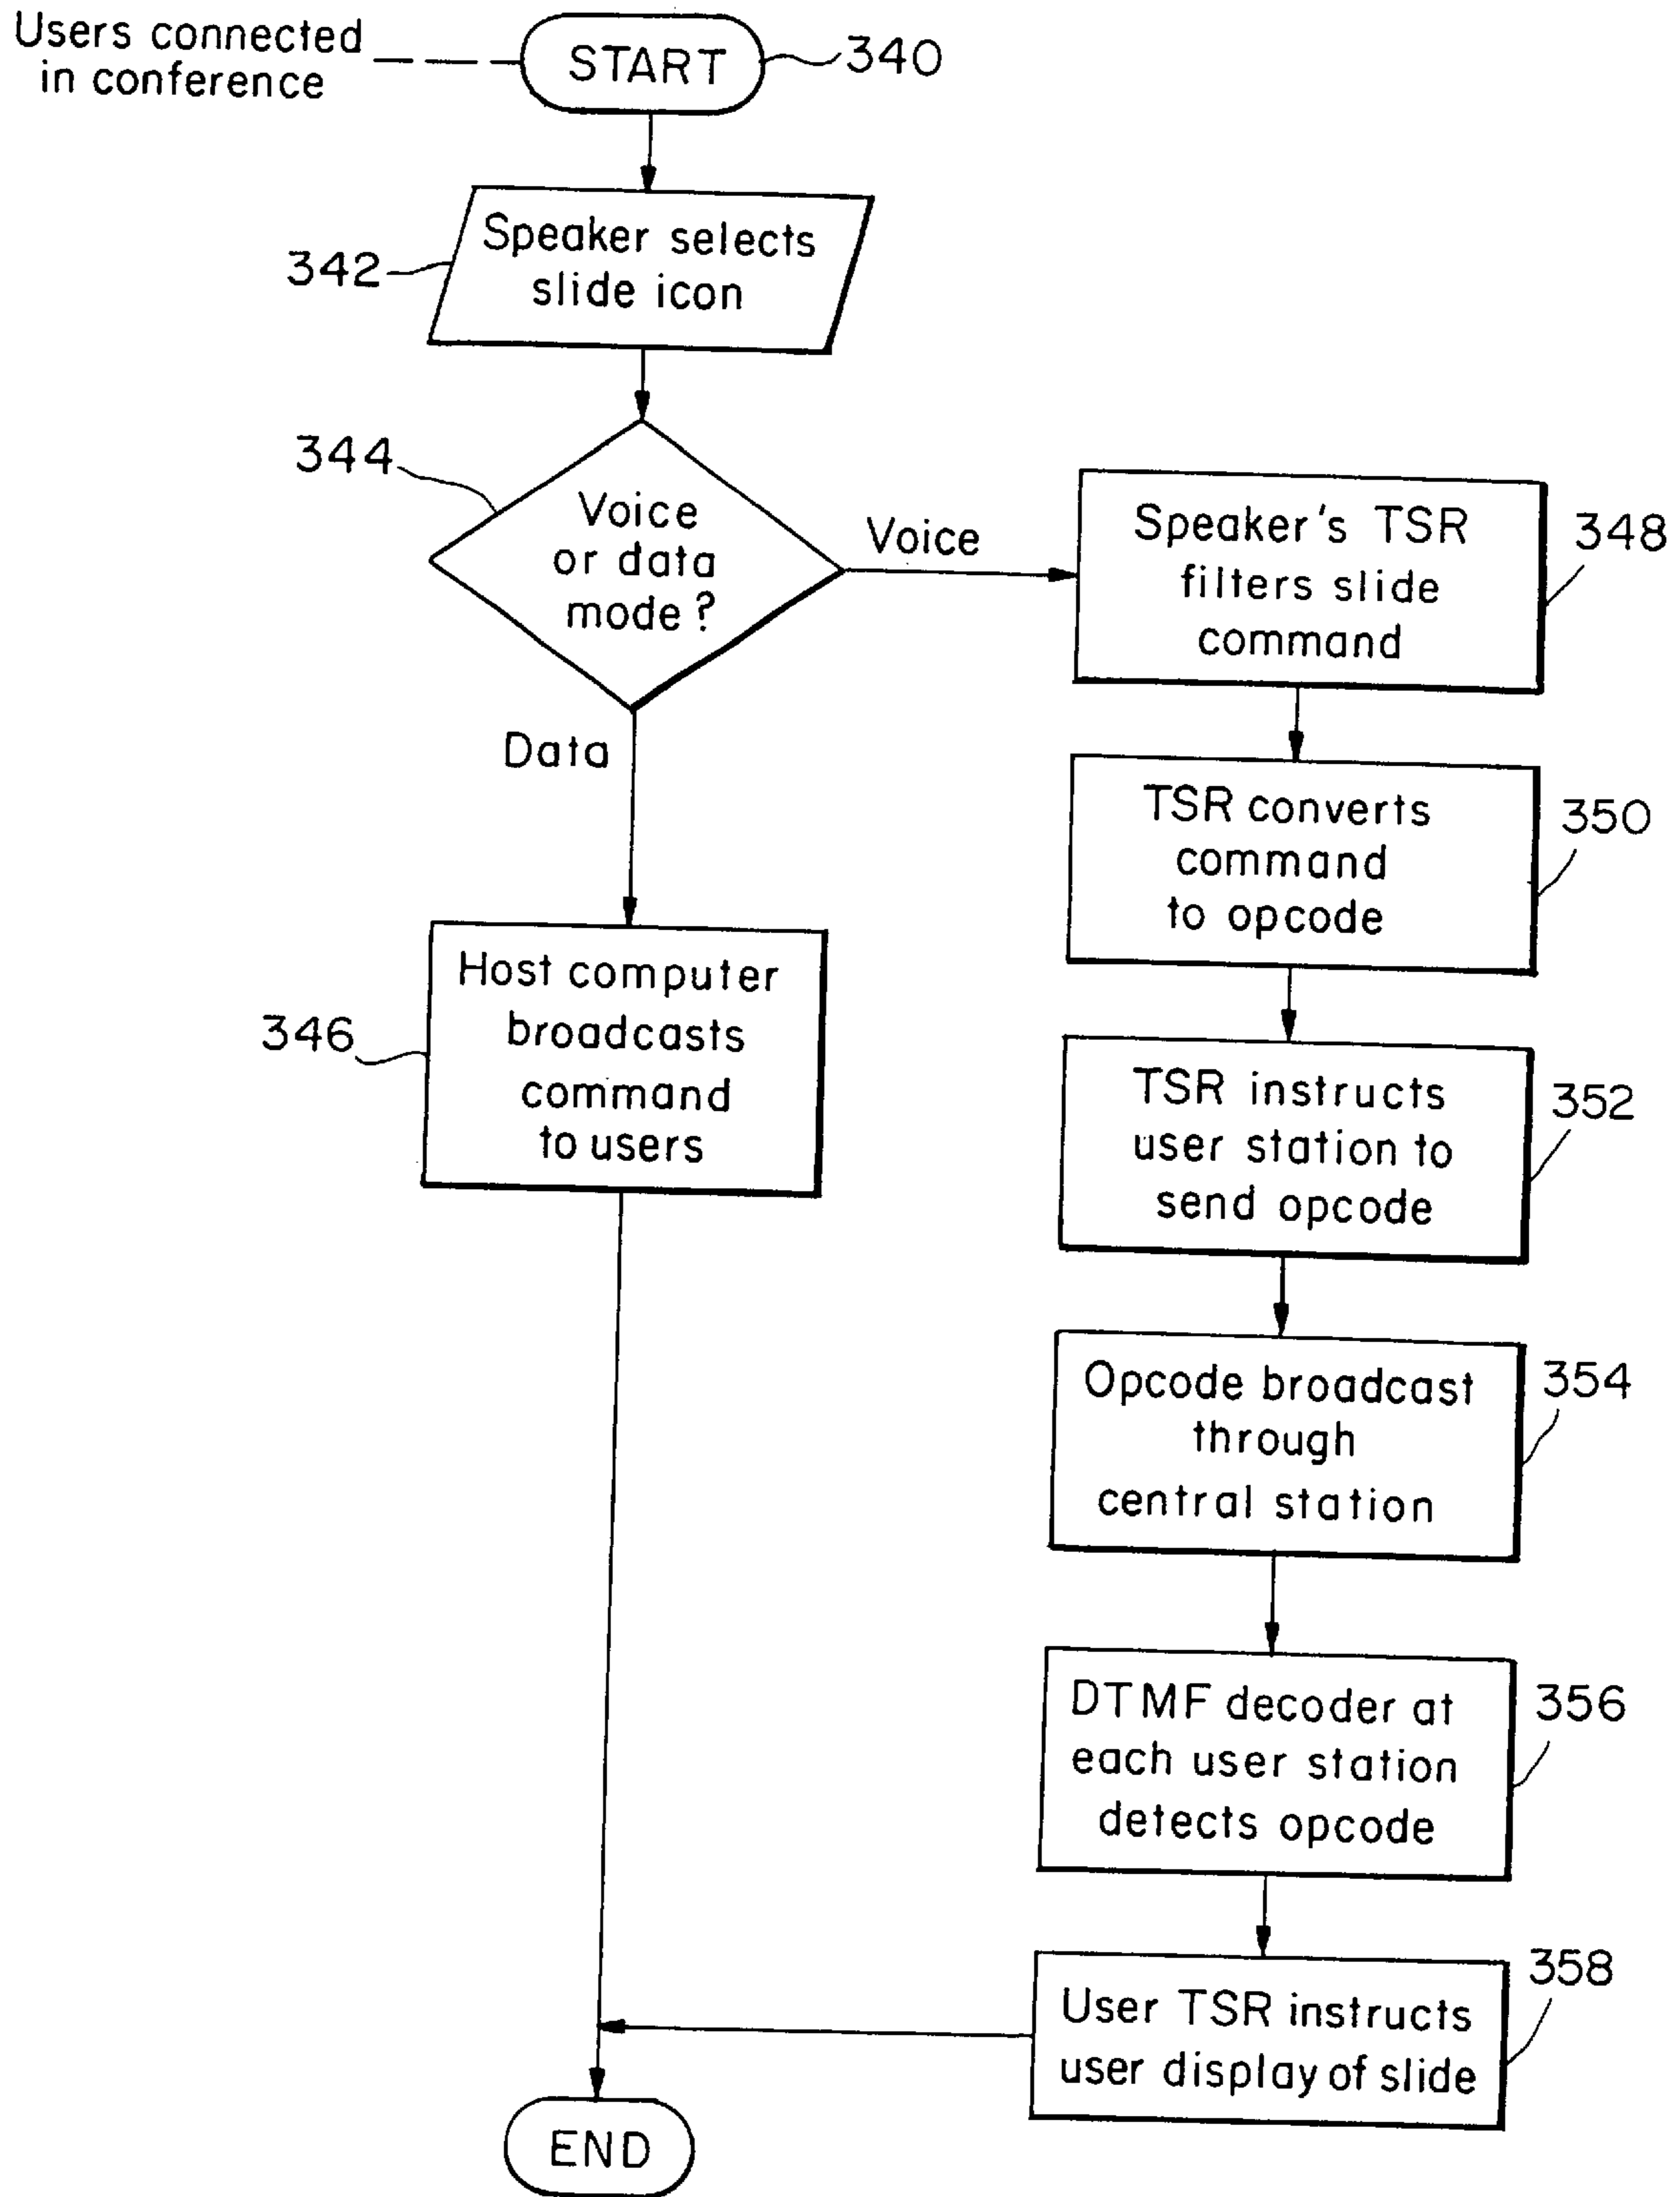 Users connected
in conference
START
340
342
Speaker selects
slide icon
344
Voice
or data
mode?
Voice
Data
346
Host computer
broadcasts
command
to users
348
Speaker's TSR
filters slide
command
350
TSR converts
command
to opcode
352
TSR instructs
user station to
send opcode
354
Opcode broadcast
through
central station
356
DTMF decoder at
each user station
detects opcode
358
User TSR instructs
user display of slide
END